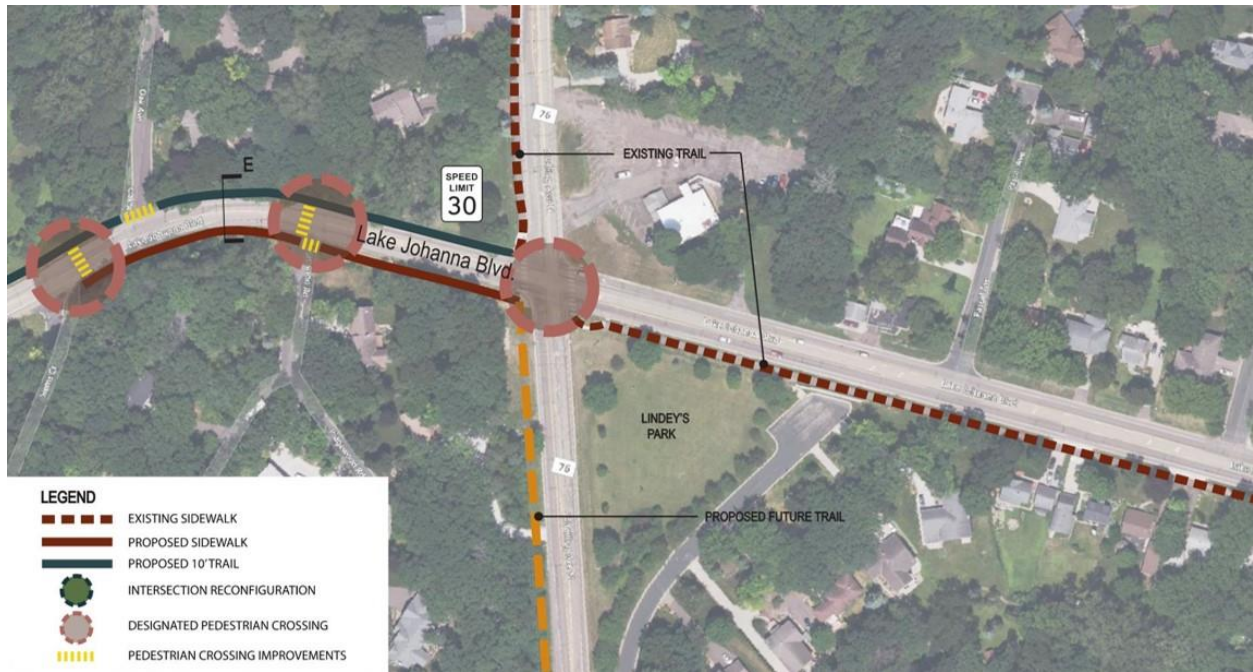 E
SPEED
LIMIT
30
76
EXISTING TRAIL
Lake Johanna Blvd.
LINDEY'S
PARK
76
PROPOSED FUTURE TRAIL
LEGEND
EXISTING SIDEWALK
PROPOSED SIDEWALK
PROPOSED 10' TRAIL
INTERSECTION RECONFIGURATION
DESIGNATED PEDESTRIAN CROSSING
PEDESTRIAN CROSSING IMPROVEMENTS